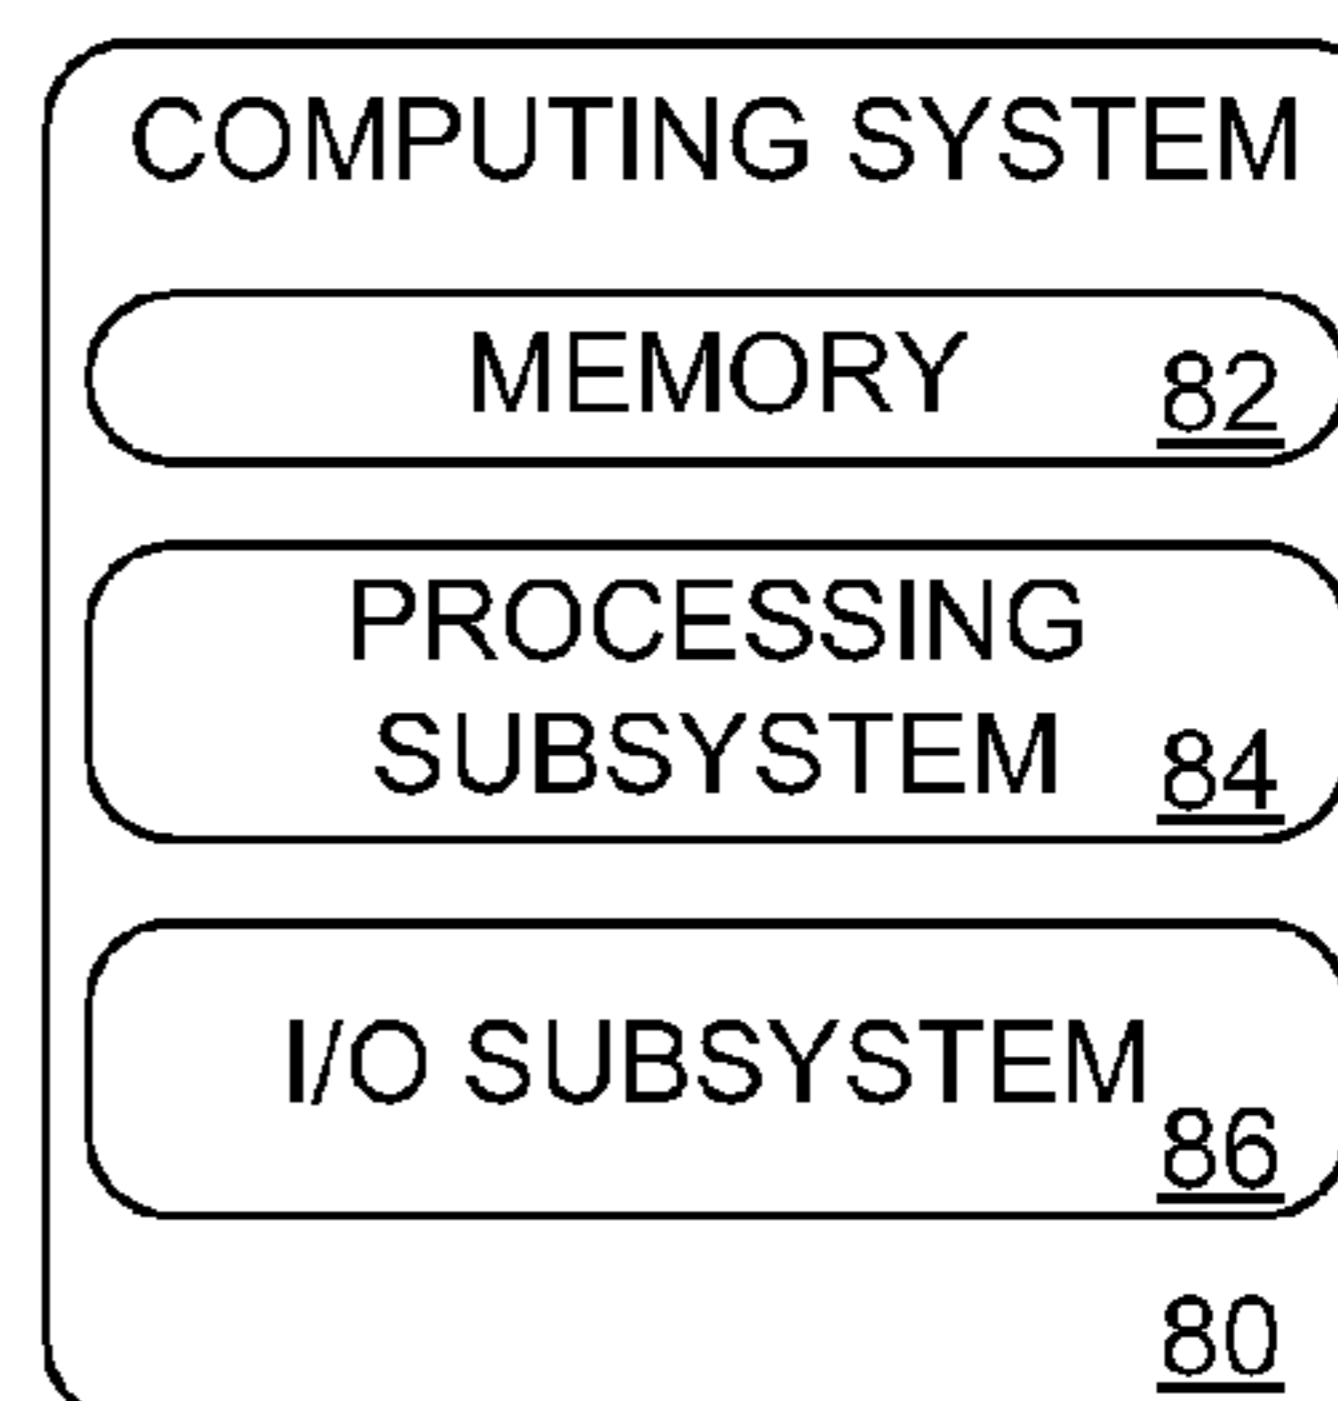 COMPUTING SYSTEM
MEMORY 82
PROCESSING
SUBSYSTEM 84
I/O SUBSYSTEM
86
80